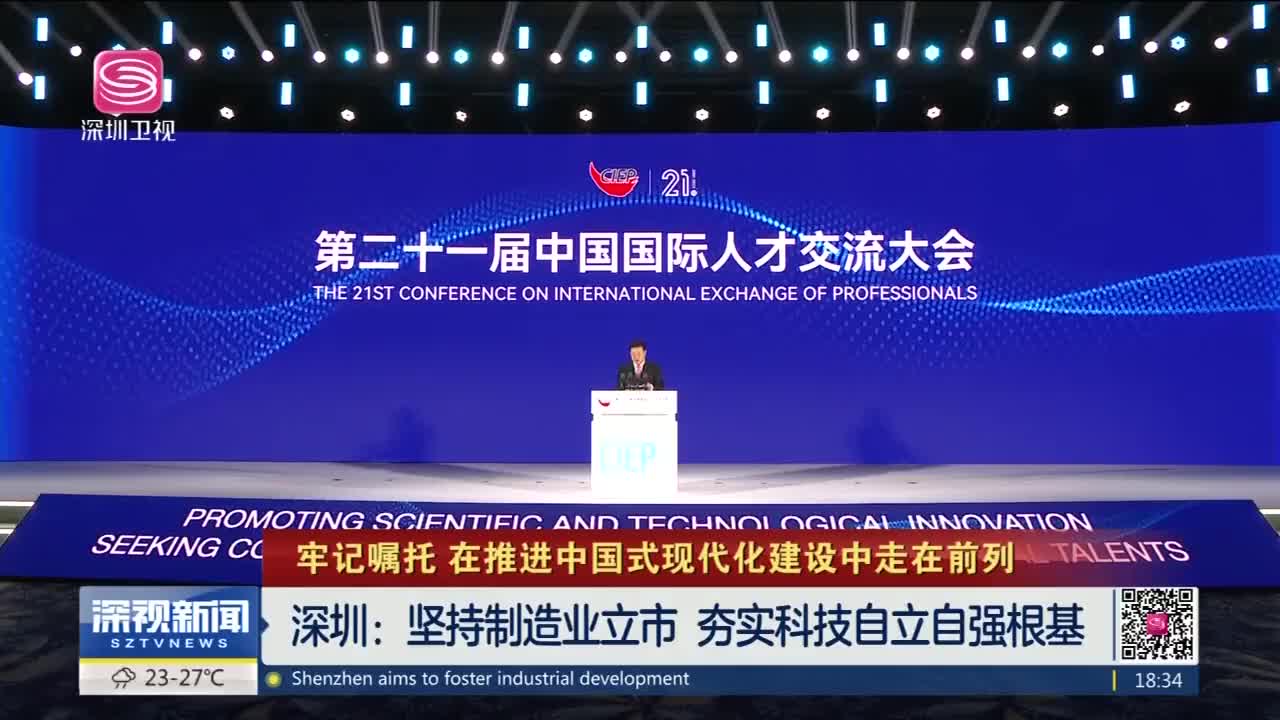 深圳卫视
CIEP 21
第二十一届中国国际人才交流大会
THE 21ST CONFERENCE ON INTERNATIONAL EXCHANGE OF PROFESSIONALS
CIEP
PROMOTING SCIENTIFIC AND TECHNOLOGICAL INNOVATION
SEEKING TALENTS
牢记嘱托 在推进中国式现代化建设中走在前列
深视新闻
SZTVNEWS
深圳：坚持制造业立市 夯实科技自立自强根基
23-27℃
Shenzhen aims to foster industrial development
18:34